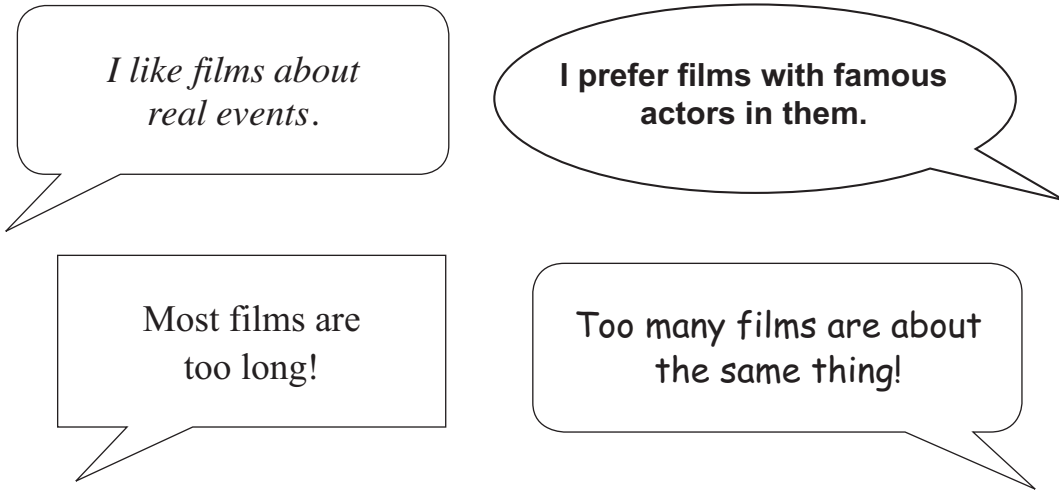 I like films about
real events.
I prefer films with famous
actors in them.
Most films are
too long!
Too many films are about
the same thing!